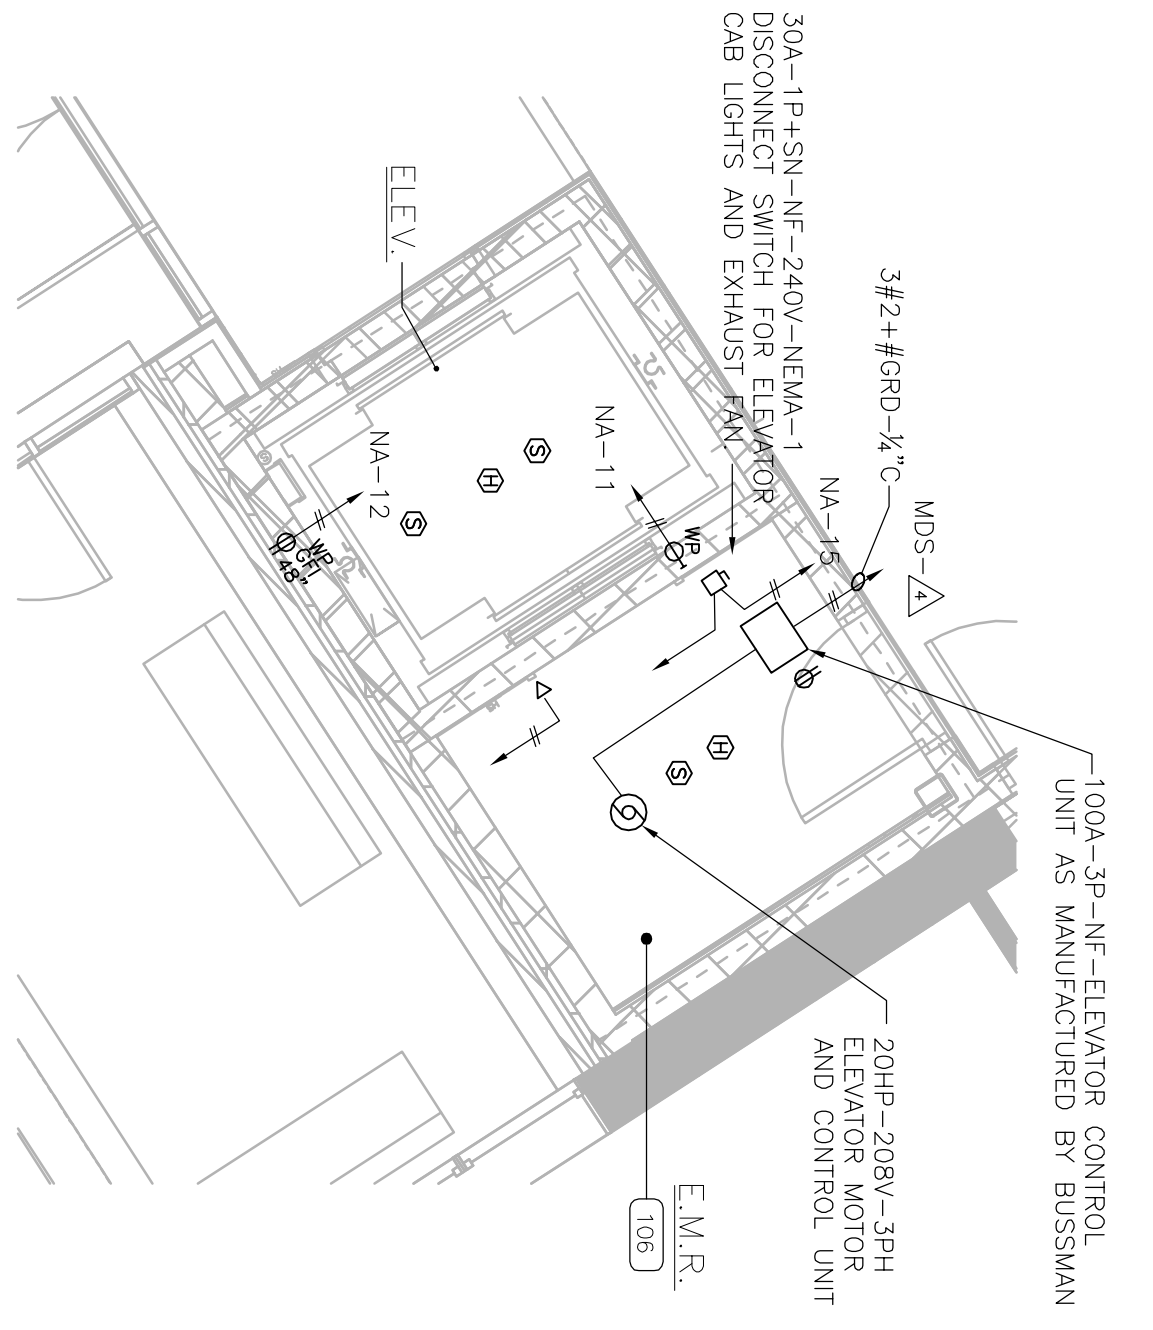 30A-1P+SN-NF-240V-NEMA-1
DISCONNECT SWITCH FOR ELEVATOR
CAB LIGHTS AND EXHAUST FAN.
3#2+#GRD-¼"C
MDS-
4
NA-15
ELEV.
NA-11
NA-12
WP
WP
GFI
48"
S
H
S
H
S
100A-3P-NF-ELEVATOR CONTROL
UNIT AS MANUFACTURED BY BUSSMAN
20HP-208V-3PH
ELEVATOR MOTOR
AND CONTROL UNIT
E.M.R.
106